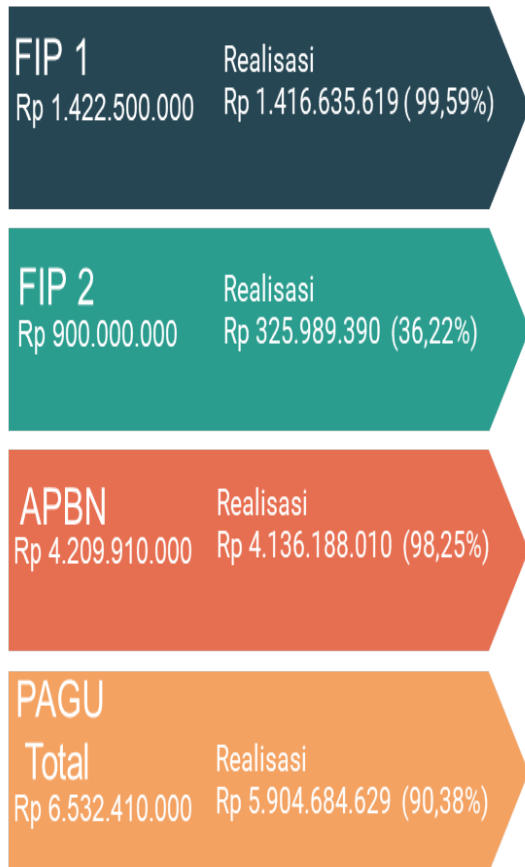 FIP 1
Rp 1.422.500.000
Realisasi
Rp 1.416.635.619 ( 99,59%)
FIP 2
Rp 900.000.000
Realisasi
Rp 325.989.390 (36,22%)
APBN
Rp 4.209.910.000
Realisasi
Rp 4.136.188.010 (98,25%)
PAGU
Total
Rp 6.532.410.000
Realisasi
Rp 5.904.684.629 (90,38%)